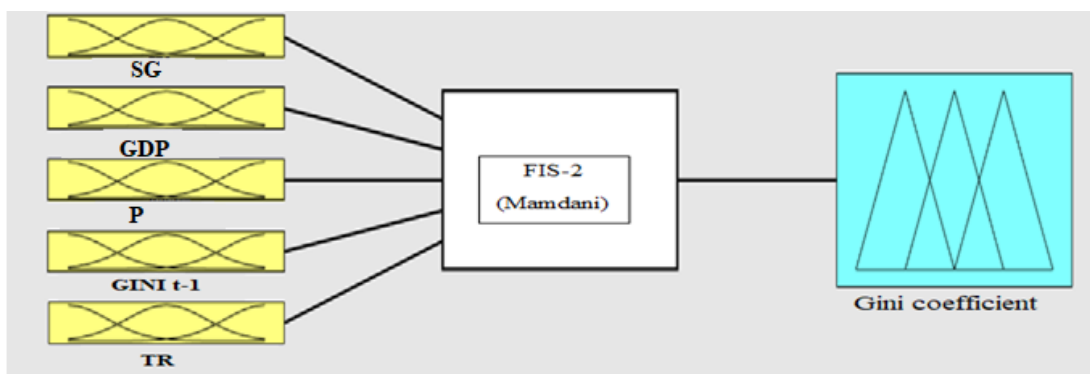 SG
GDP
P
GINI t-1
TR
FIS-2
(Mamdani)
Gini coefficient